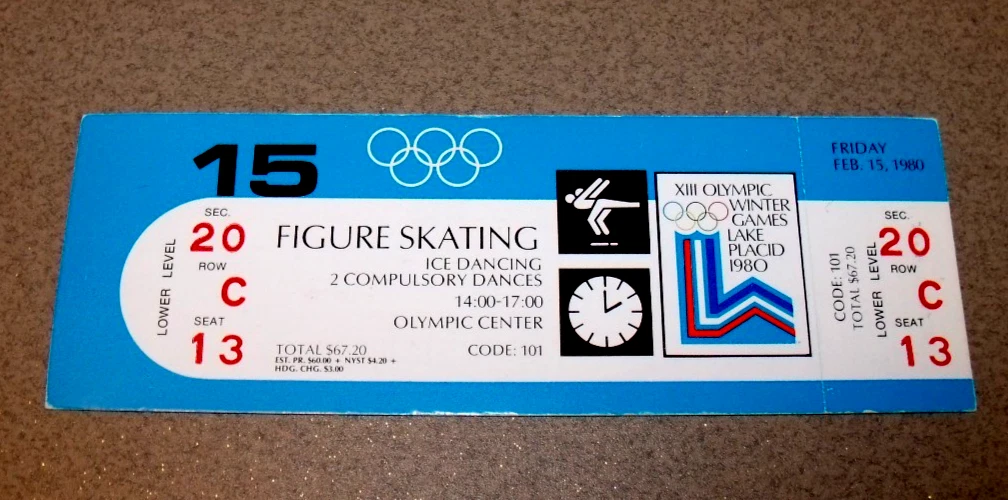 15
SEC.
20
ROW
C
SEAT
13
LOWER LEVEL
FIGURE SKATING
ICE DANCING
2 COMPULSORY DANCES
14:00-17:00
OLYMPIC CENTER
TOTAL $67.20
EST. PR. $60.00 + NYST $4.20 +
HDG. CHG. $3.00
CODE: 101
XIII OLYMPIC
WINTER
GAMES
LAKE
PLACID
1980
FRIDAY
FEB. 15, 1980
CODE: 101
TOTAL $67.20
LOWER LEVEL
SEC.
20
ROW
C
SEAT
13